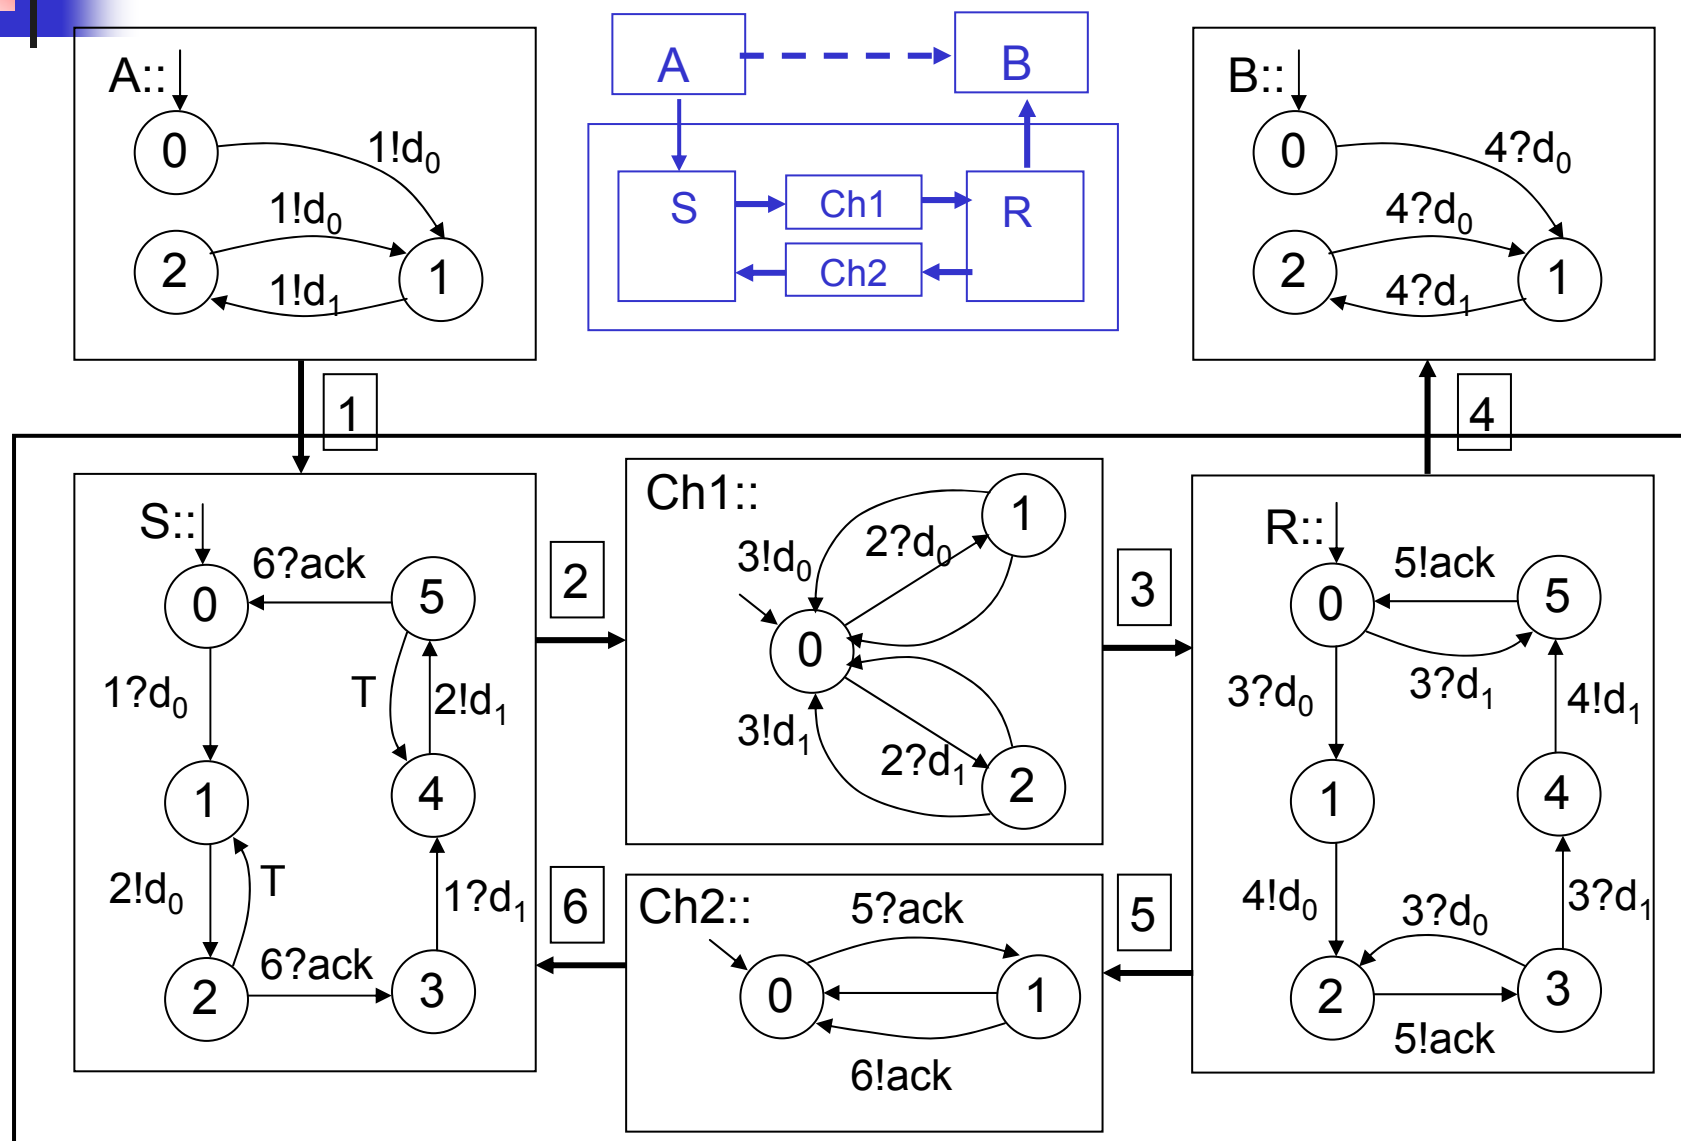 A::
0
1!d₀
1!d₀
2
1
1!d₁
A
B
S
Ch1
R
Ch2
B::
0
4?d₀
4?d₀
2
1
4?d₁
1
4
S::
6?ack
5
0
1?d₀
T
2!d₁
1
4
2!d₀
T
1?d₁
6?ack
2
3
2
Ch1::
1
2?d₀
3!d₀
0
3!d₁
2?d₁
2
3
6
Ch2::
5?ack
0
1
6!ack
5
R::
5!ack
0
5
3?d₀
3?d₁
4!d₁
1
4
4!d₀
3?d₀
3?d₁
2
3
5!ack